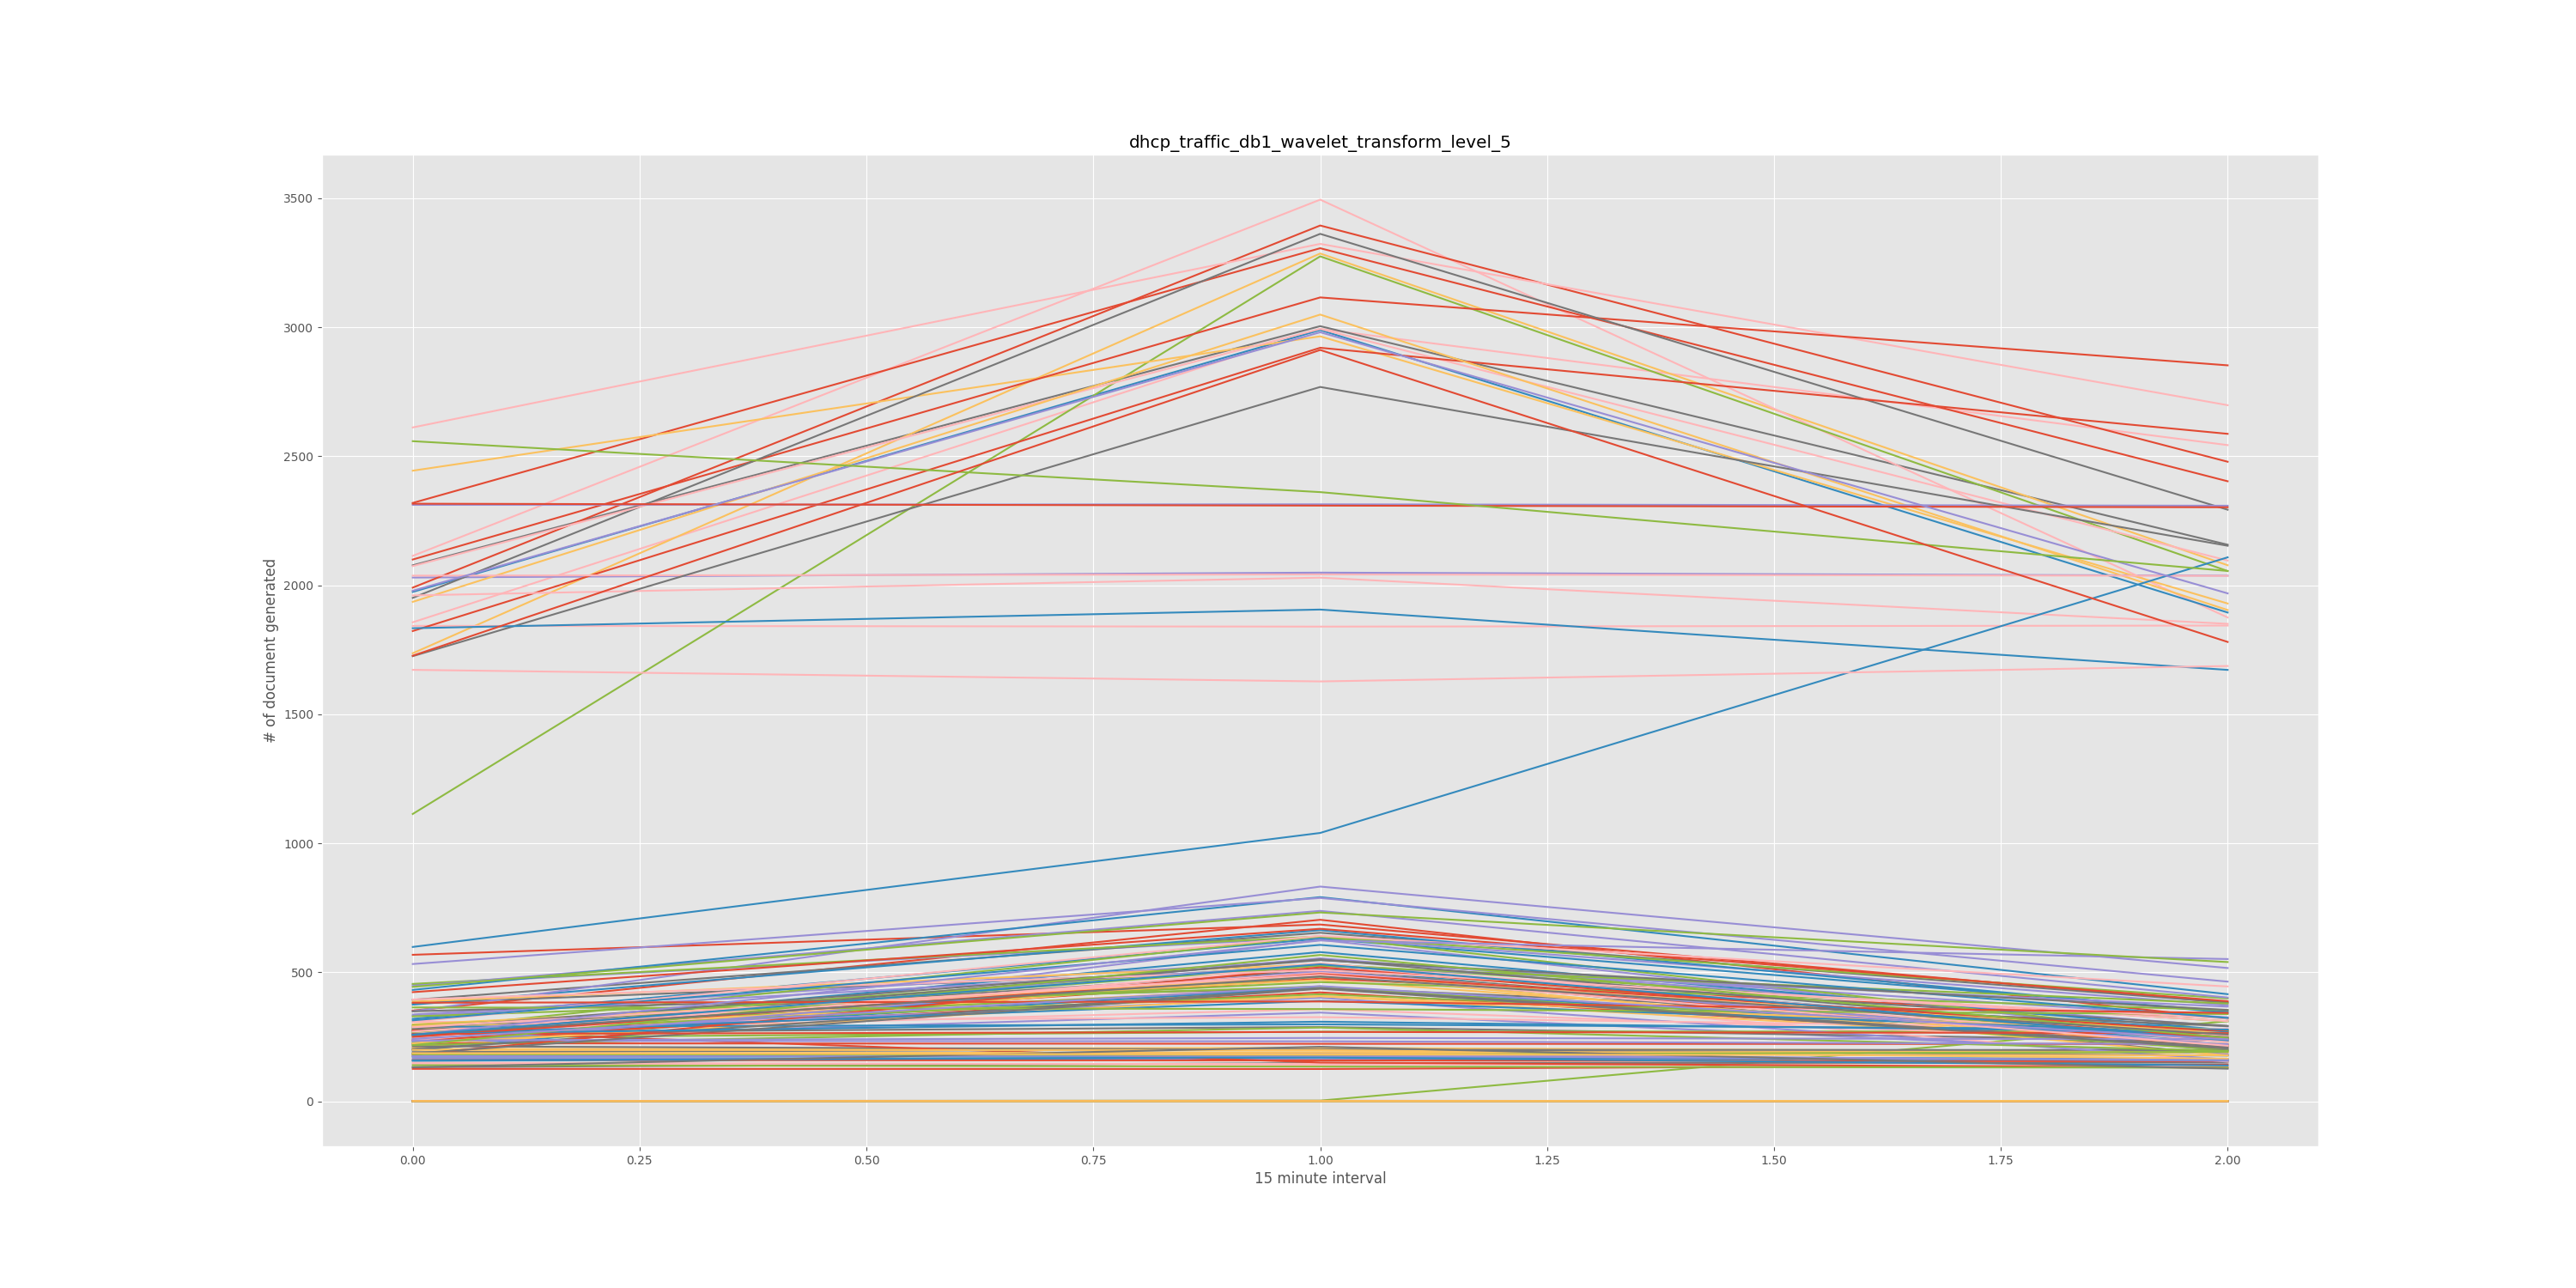 dhcp_traffic_db1_wavelet_transform_level_5
3500
3000
2500
2000
1500
1000
500
0
# of document generated
0.00 0.25 0.50 0.75 1.00 1.25 1.50 1.75 2.00
15 minute interval